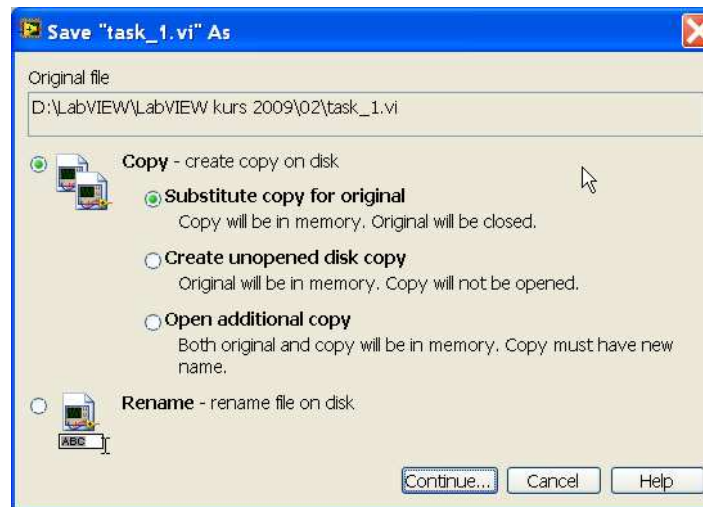 Save "task_1.vi" As
Original file
D:\LabVIEW\LabVIEW kurs 2009\02\task_1.vi
Copy - create copy on disk
Substitute copy for original
Copy will be in memory. Original will be closed.
Create unopened disk copy
Original will be in memory. Copy will not be opened.
Open additional copy
Both original and copy will be in memory. Copy must have new
name.
Rename - rename file on disk
ABC
Continue... Cancel Help